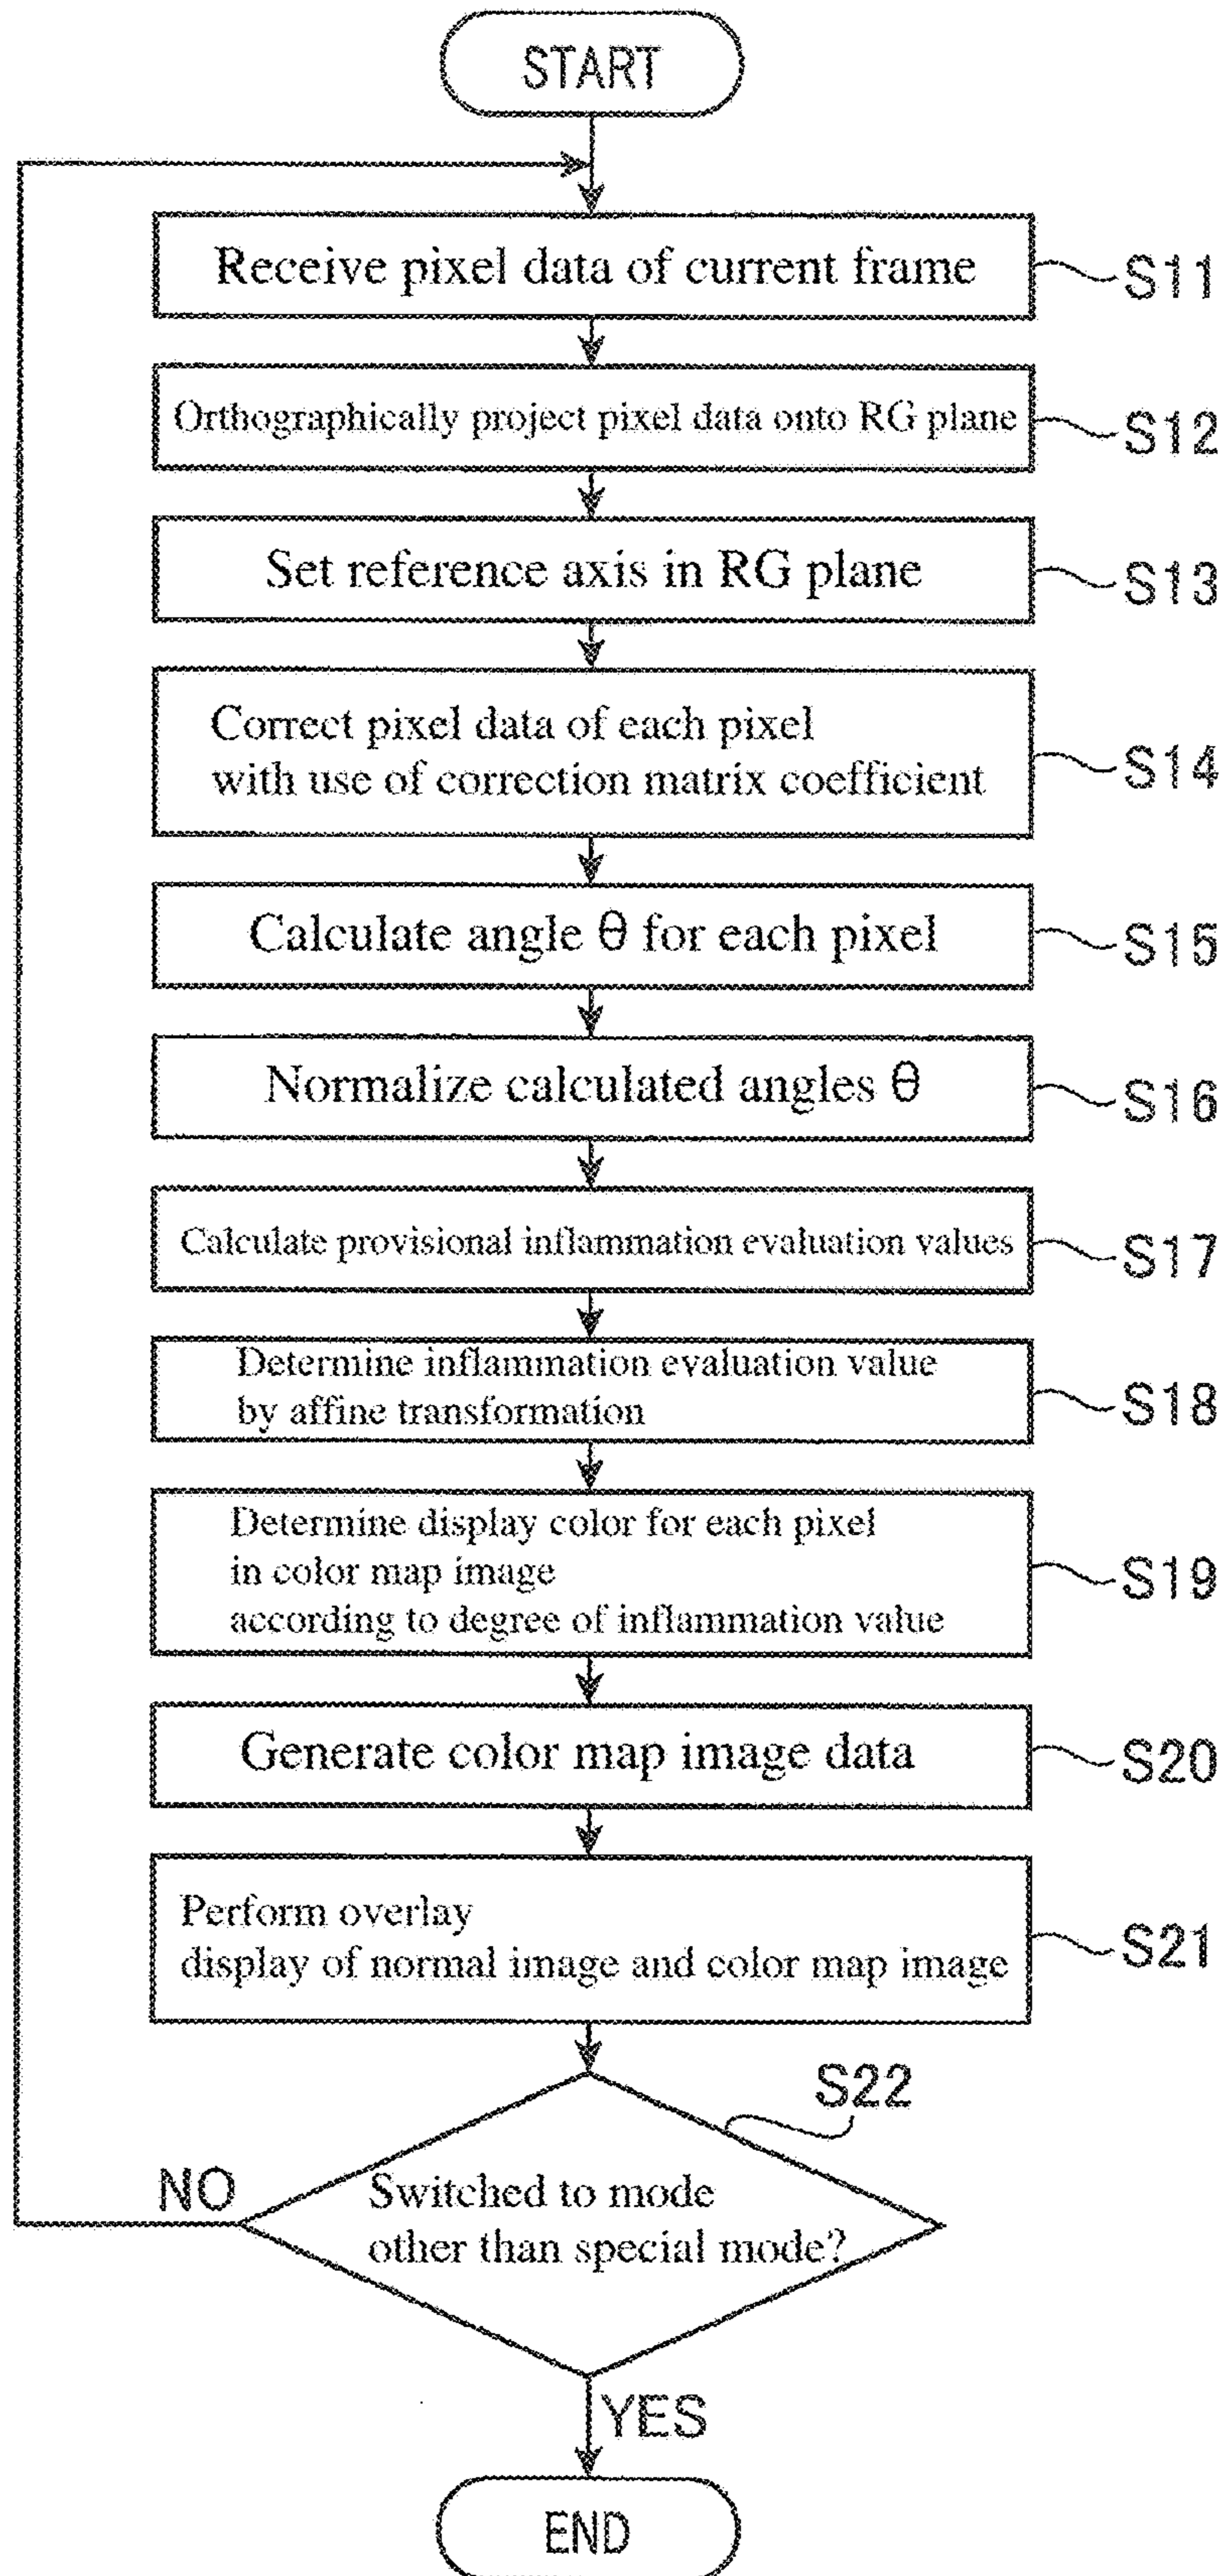 START
Receive pixel data of current frame
S11
Orthographically project pixel data onto RG plane
S12
Set reference axis in RG plane
S13
Correct pixel data of each pixel
with use of correction matrix coefficient
S14
Calculate angle θ for each pixel
S15
Normalize calculated angles θ
S16
Calculate provisional inflammation evaluation values
S17
Determine inflammation evaluation value
by affine transformation
S18
Determine display color for each pixel
in color map image
according to degree of inflammation value
S19
Generate color map image data
S20
Perform overlay
display of normal image and color map image
S21
S22
NO
Switched to mode
other than special mode?
YES
END